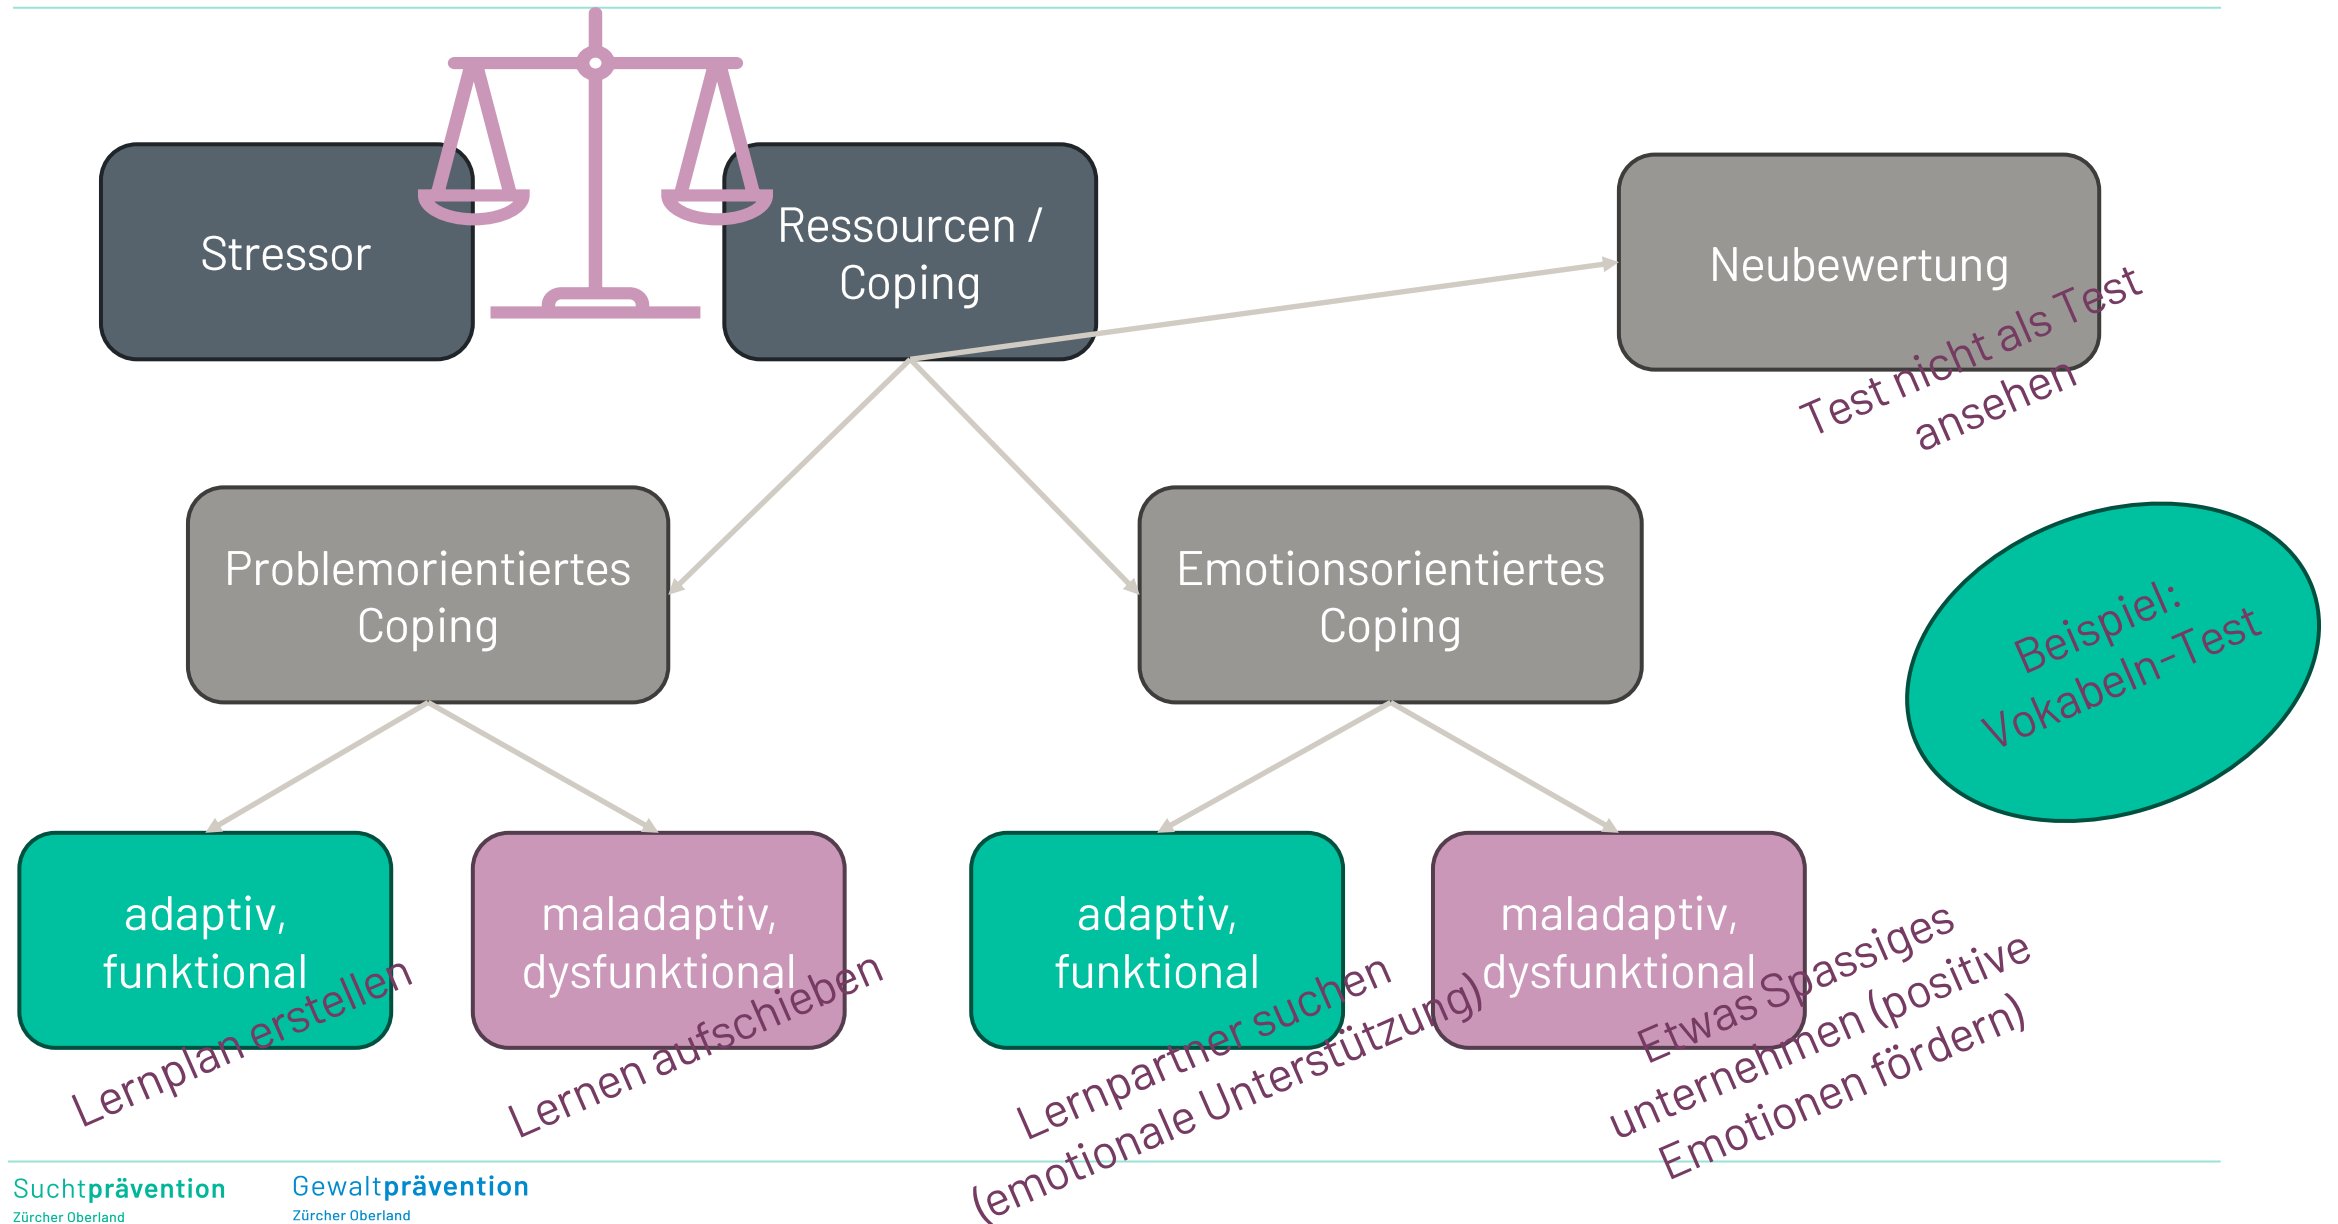 Stressor
Ressourcen /
Coping
Neubewertung
Test nicht als Test
ansehen
Problemorientiertes
Coping
Emotionsorientiertes
Coping
Beispiel:
Vokabeln-Test
adaptiv,
funktional
Lernplan erstellen
maladaptiv,
dysfunktional
Lernen aufschieben
adaptiv,
funktional
Lernpartner suchen
(emotionale Unterstützung)
maladaptiv,
dysfunktional
Etwas Spassiges
unternehmen (positive
Emotionen fördern)
Suchtprävention
Zürcher Oberland
Gewaltprävention
Zürcher Oberland